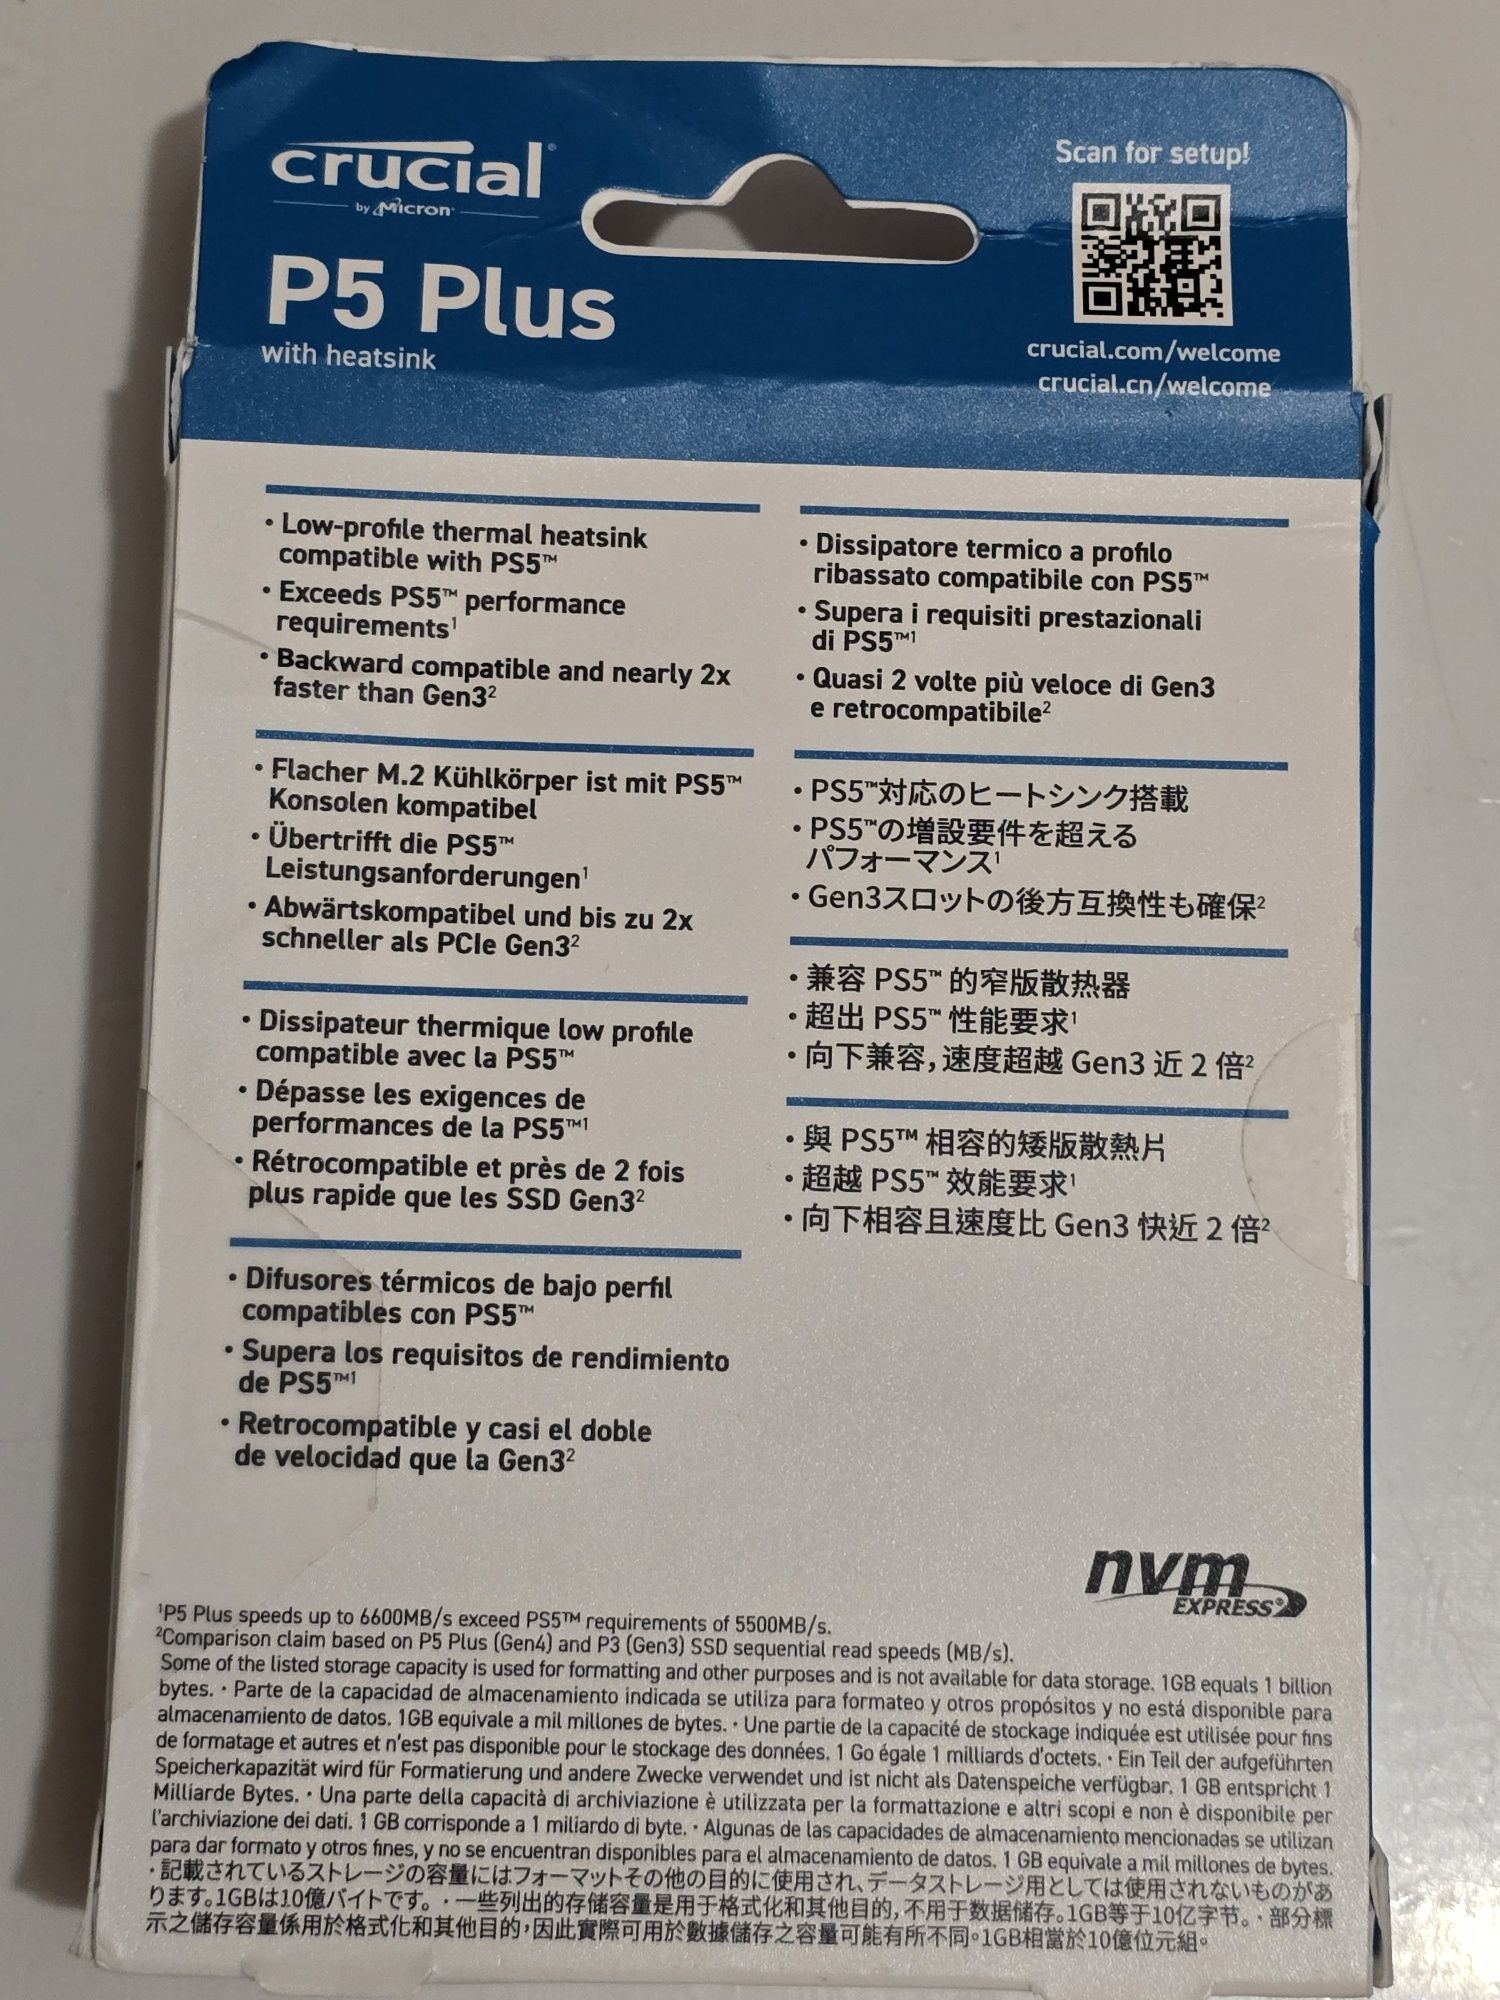 crucial®
by Micron®
P5 Plus
with heatsink
Scan for setup!
crucial.com/welcome
crucial.cn/welcome
• Low-profile thermal heatsink
compatible with PS5™
• Exceeds PS5™ performance
requirements¹
• Backward compatible and nearly 2x
faster than Gen3²
• Flacher M.2 Kühlkörper ist mit PS5™
Konsolen kompatibel
• Übertrifft die PS5™
Leistungsanforderungen¹
• Abwärtskompatibel und bis zu 2x
schneller als PCIe Gen3²
• Dissipateur thermique low profile
compatible avec la PS5™
• Dépasse les exigences de
performances de la PS5™¹
• Rétrocompatible et près de 2 fois
plus rapide que les SSD Gen3²
• Difusores térmicos de bajo perfil
compatibles con PS5™
• Supera los requisitos de rendimiento
de PS5™¹
• Retrocompatible y casi el doble
de velocidad que la Gen3²
• Dissipatore termico a profilo
ribassato compatibile con PS5™
• Supera i requisiti prestazionali
di PS5™¹
• Quasi 2 volte più veloce di Gen3
e retrocompatibile²
• PS5™対応のヒートシンク搭載
• PS5™の増設要件を超える
パフォーマンス¹
• Gen3スロットの後方互換性も確保²
• 兼容 PS5™ 的窄版散热器
• 超出 PS5™ 性能要求¹
• 向下兼容，速度超越 Gen3 近 2 倍²
• 與 PS5™ 相容的矮版散熱片
• 超越 PS5™ 效能要求¹
• 向下相容且速度比 Gen3 快近 2 倍²
nvm
EXPRESS®
¹P5 Plus speeds up to 6600MB/s exceed PS5™ requirements of 5500MB/s.
²Comparison claim based on P5 Plus (Gen4) and P3 (Gen3) SSD sequential read speeds (MB/s).
Some of the listed storage capacity is used for formatting and other purposes and is not available for data storage. 1GB equals 1 billion
bytes. • Parte de la capacidad de almacenamiento indicada se utiliza para formateo y otros propósitos y no está disponible para
almacenamiento de datos. 1GB equivale a mil millones de bytes. • Une partie de la capacité de stockage indiquée est utilisée pour fins
de formatage et autres et n'est pas disponible pour le stockage des données. 1 Go égale 1 milliards d'octets. • Ein Teil der aufgeführten
Speicherkapazität wird für Formatierung und andere Zwecke verwendet und ist nicht als Datenspeiche verfügbar. 1 GB entspricht 1
Milliarde Bytes. • Una parte della capacità di archiviazione è utilizzata per la formattazione e altri scopi e non è disponibile per
l'archiviazione dei dati. 1 GB corrisponde a 1 miliardo di byte. • Algunas de las capacidades de almacenamiento mencionadas se utilizan
para dar formato y otros fines, y no se encuentran disponibles para el almacenamiento de datos. 1 GB equivale a mil millones de bytes.
• 記載されているストレージの容量にはフォーマットその他の目的に使用され、データストレージ用としては使用されないものがあ
ります。1GBは10億バイトです。 • 一些列出的存储容量是用于格式化和其他目的，不用于数据储存。1GB等于10亿字节。 • 部分標
示之儲存容量係用於格式化和其他目的，因此實際可用於數據儲存之容量可能有所不同。1GB相當於10億位元組。